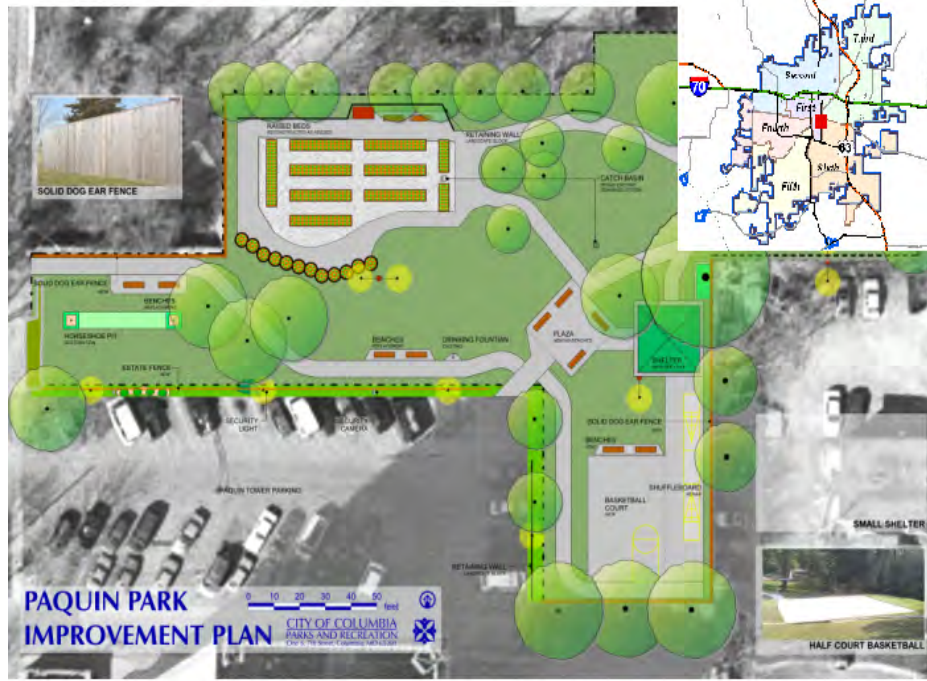 Third
Second
70
First
Fourth
63
Sixth
Fifth
RAISED BEDS
RETAINING WALL
SOLID DOG EAR FENCE
CATCH BASIN
SOLID DOG EAR FENCE
BENCHES
HORSESHOE PIT
BENCHES
DRINKING FOUNTIAN
PLAZA
SHELTER
ESTATE FENCE
SECURITY
LIGHT
SECURITY
CAMERA
SOLID DOG EAR FENCE
BENCHES
PAQUIN TOWER PARKING
SHUFFLEBOARD
BASKETBALL
COURT
SMALL SHELTER
RETAINING WALL
PAQUIN PARK
IMPROVEMENT PLAN
0 10 20 30 40 50
feet
CITY OF COLUMBIA
PARKS AND RECREATION
HALF COURT BASKETBALL